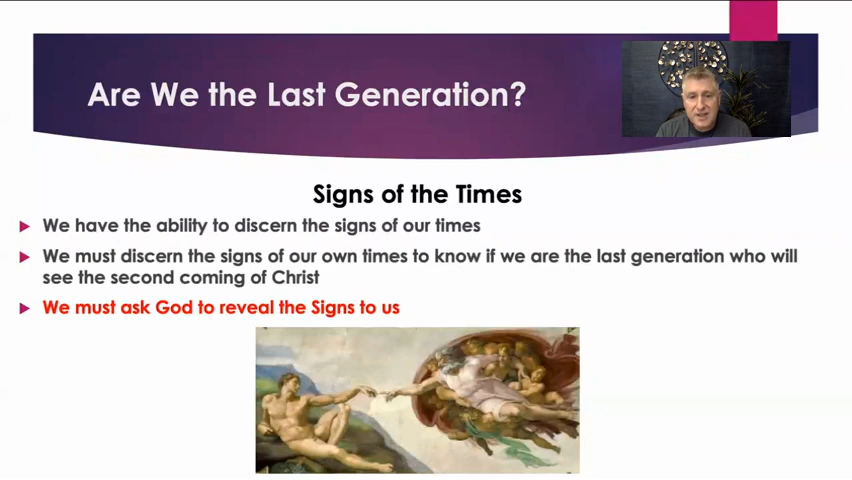 Are We the Last Generation?
Signs of the Times
We have the ability to discern the signs of our times
We must discern the signs of our own times to know if we are the last generation who will
see the second coming of Christ
We must ask God to reveal the Signs to us